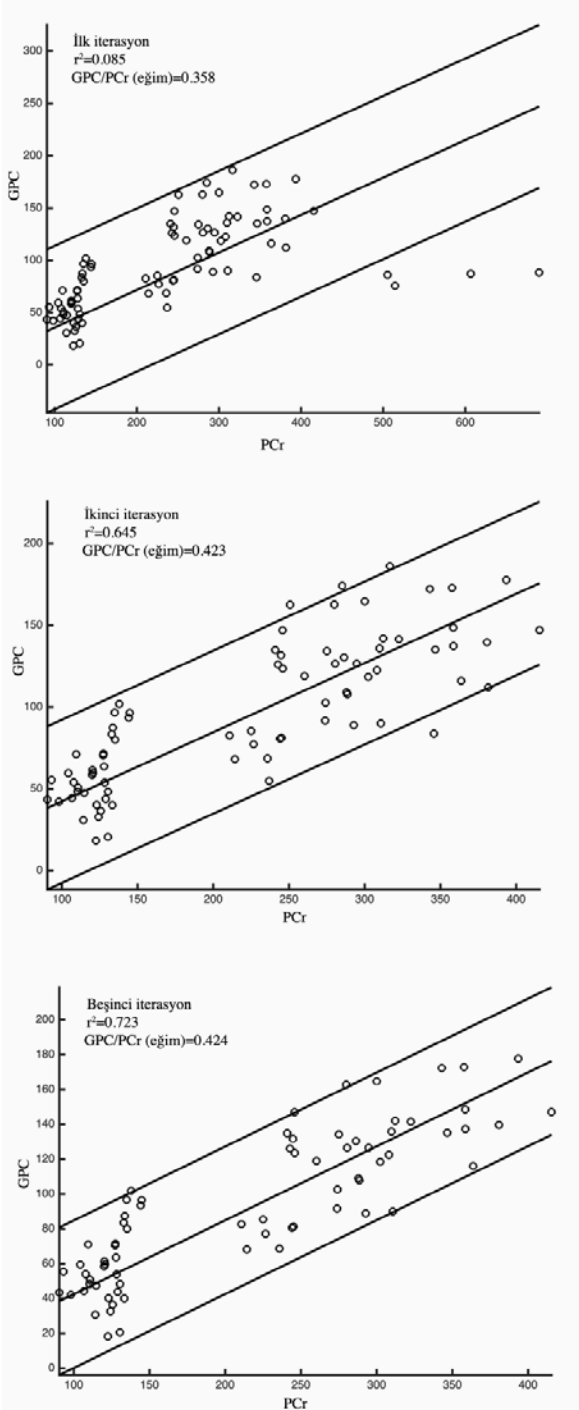 İlk iterasyon
r²=0.085
GPC/PCr (eğim)=0.358
300
250
200
150
100
50
0
GPC
100 200 300 400 500 600
PCr
İkinci iterasyon
r²=0.645
GPC/PCr (eğim)=0.423
200
150
100
50
0
GPC
100 150 200 250 300 350 400
PCr
Beşinci iterasyon
r²=0.723
GPC/PCr (eğim)=0.424
200
180
160
140
120
100
80
60
40
20
0
GPC
100 150 200 250 300 350 400
PCr